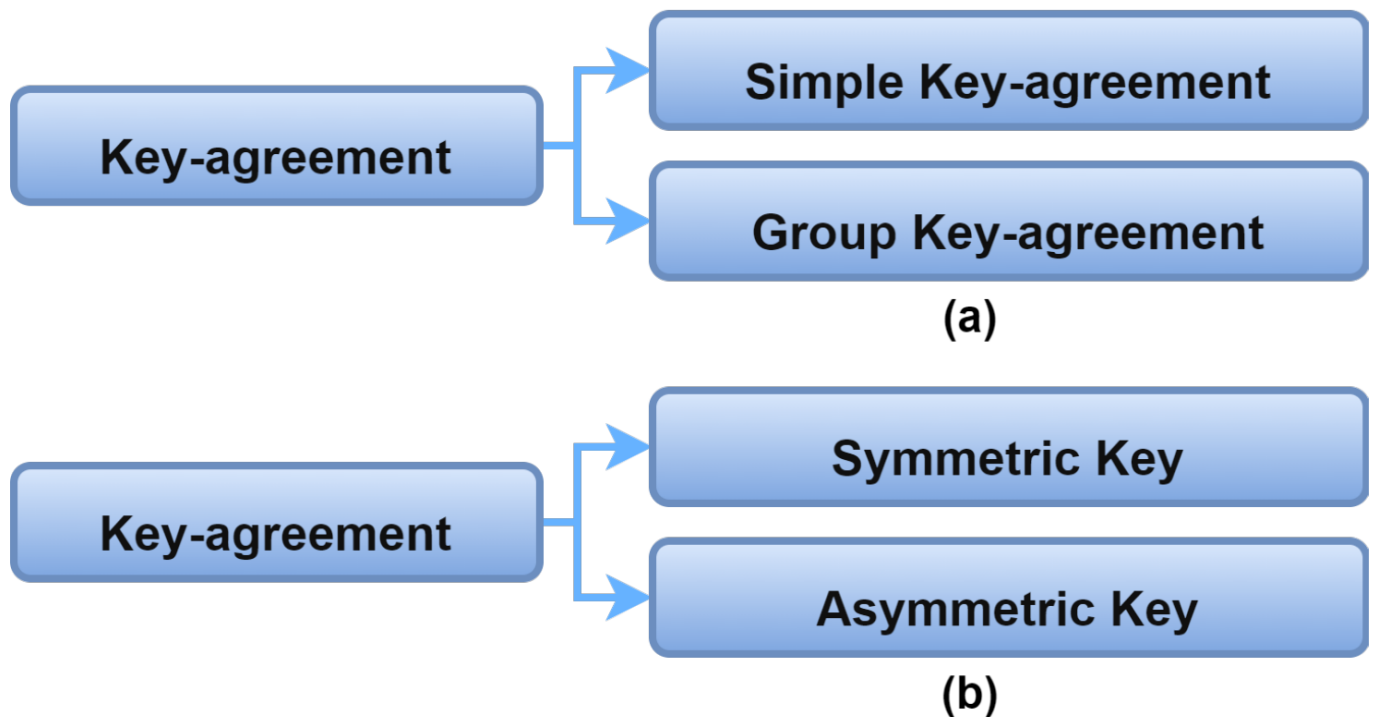 Simple Key-agreement
Key-agreement
Group Key-agreement
(a)
Symmetric Key
Key-agreement
Asymmetric Key
(b)